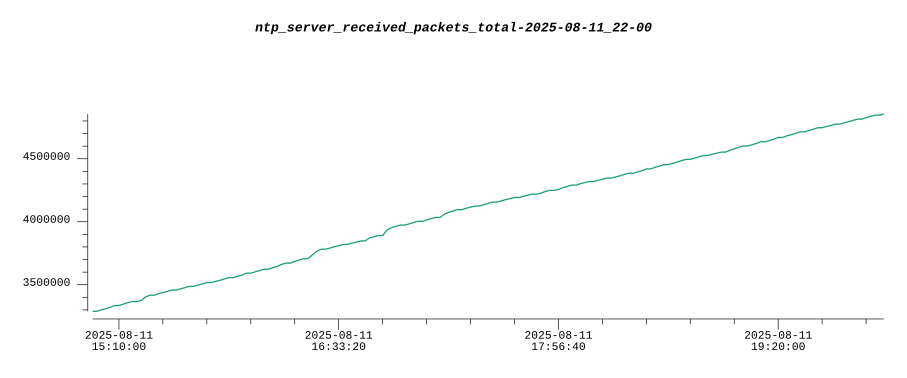 ntp_server_received_packets_total-2025-08-11_22-00
4500000
4000000
3500000
2025-08-11 2025-08-11 2025-08-11 2025-08-11
15:10:00 16:33:20 17:56:40 19:20:00